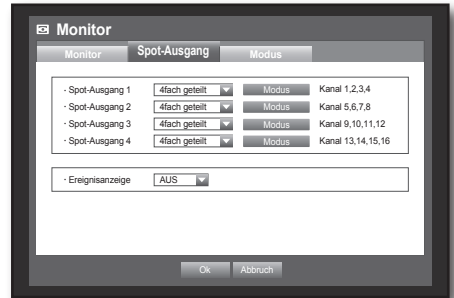 Monitor
Monitor Spot-Ausgang Modus
· Spot-Ausgang 1 4fach geteilt Modus Kanal 1,2,3,4
· Spot-Ausgang 2 4fach geteilt Modus Kanal 5,6,7,8
· Spot-Ausgang 3 4fach geteilt Modus Kanal 9,10,11,12
· Spot-Ausgang 4 4fach geteilt Modus Kanal 13,14,15,16
· Ereignisanzeige AUS
Ok Abbruch